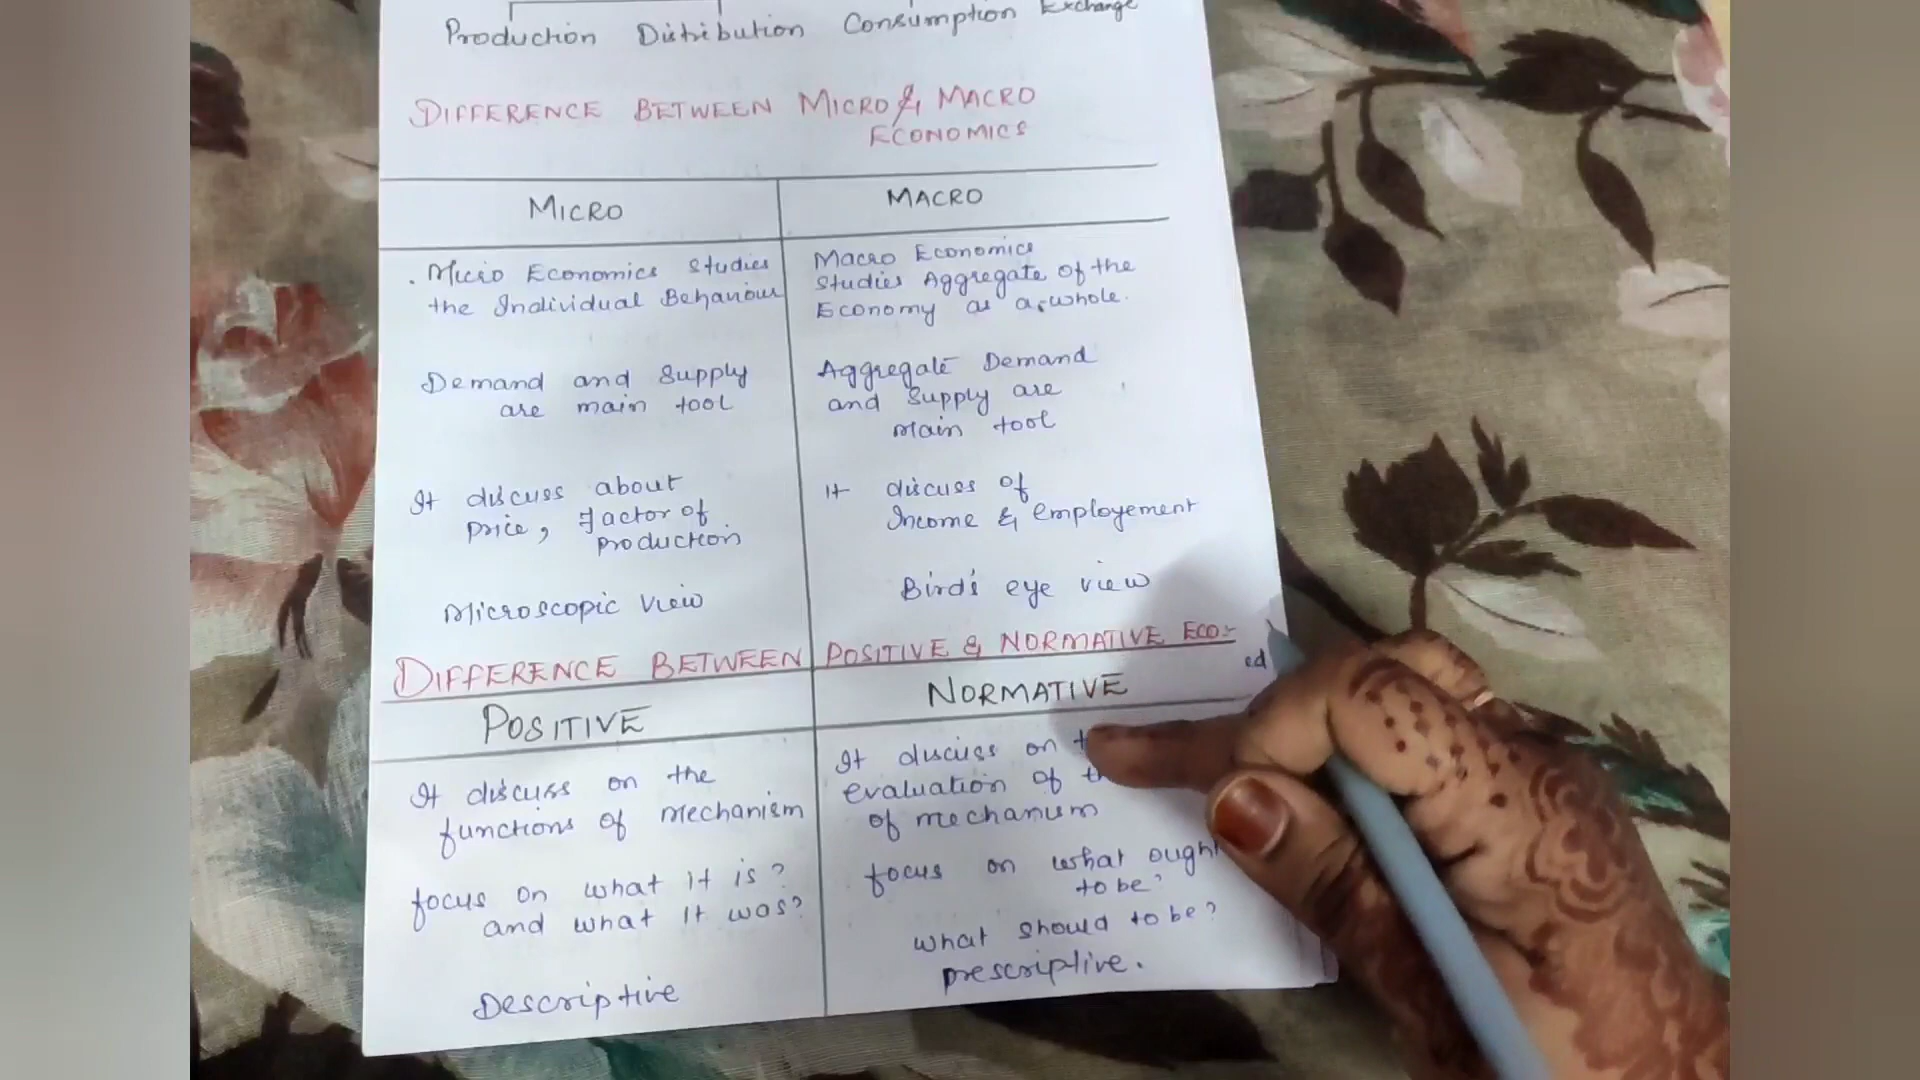 Production Distribution Consumption Exchange
DIFFERENCE BETWEEN MICRO & MACRO
ECONOMICS
MICRO
. Micro Economics Studies
the Individual Behaviour
Demand and Supply
are main tool
It discuss about
price, factor of
production
Microscopic View
MACRO
Macro Economics
Studies Aggregate of the
Economy as a whole.
Aggregate Demand
and Supply are
main tool
It discuss of
Income & employement
Bird's eye view
DIFFERENCE BETWEEN POSITIVE & NORMATIVE ECO:-
POSITIVE
It discuss on the
functions of Mechanism
focus on what it is?
and what it was?
Descriptive
NORMATIVE
It discuss on
evaluation of
of mechanism
focus on what ought
to be?
What should to be?
prescriptive.